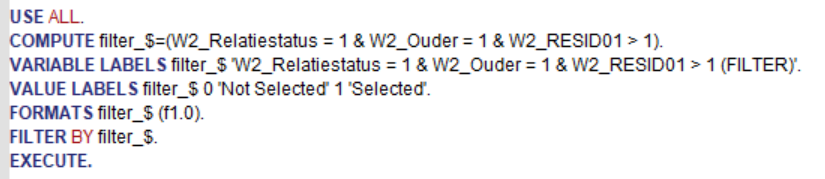 USE ALL.
COMPUTE filter_$=(W2_Relatiestatus = 1 & W2_Ouder = 1 & W2_RESID01 > 1).
VARIABLE LABELS filter_$ 'W2_Relatiestatus = 1 & W2_Ouder = 1 & W2_RESID01 > 1 (FILTER)'.
VALUE LABELS filter_$ 0 'Not Selected' 1 'Selected'.
FORMATS filter_$ (f1.0).
FILTER BY filter_$.
EXECUTE.